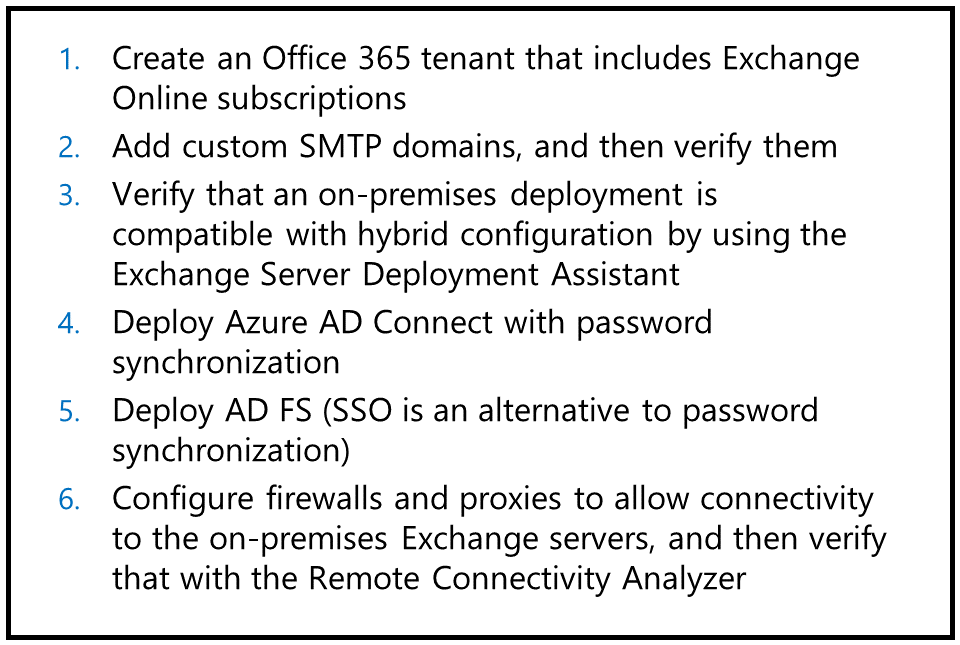 1. Create an Office 365 tenant that includes Exchange
Online subscriptions
2. Add custom SMTP domains, and then verify them
3. Verify that an on-premises deployment is
compatible with hybrid configuration by using the
Exchange Server Deployment Assistant
4. Deploy Azure AD Connect with password
synchronization
5. Deploy AD FS (SSO is an alternative to password
synchronization)
6. Configure firewalls and proxies to allow connectivity
to the on-premises Exchange servers, and then verify
that with the Remote Connectivity Analyzer